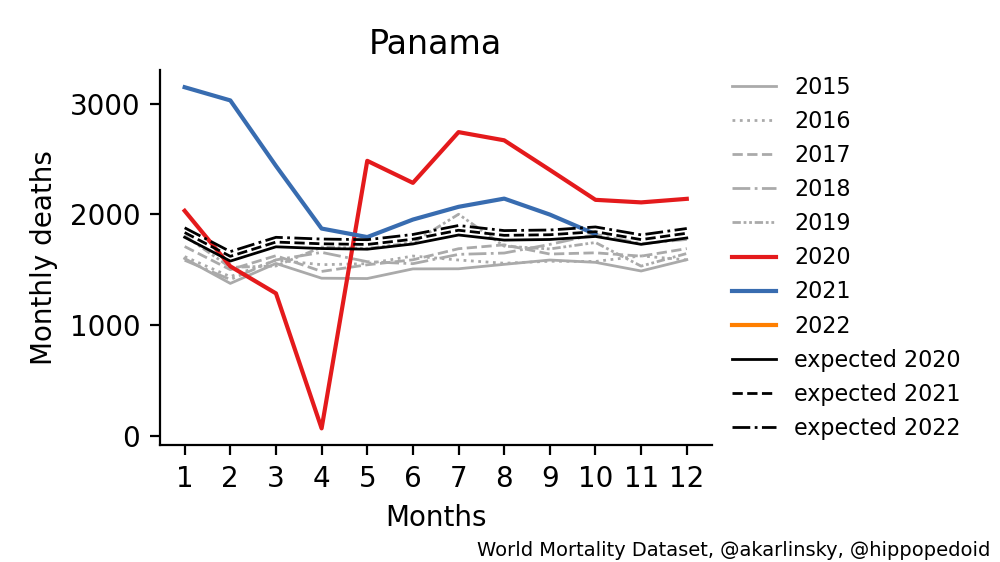 Panama
Monthly deaths
3000
2000
1000
0
1 2 3 4 5 6 7 8 9 10 11 12
Months
2015
2016
2017
2018
2019
2020
2021
2022
expected 2020
expected 2021
expected 2022
World Mortality Dataset, @akarlinsky, @hippopedoid